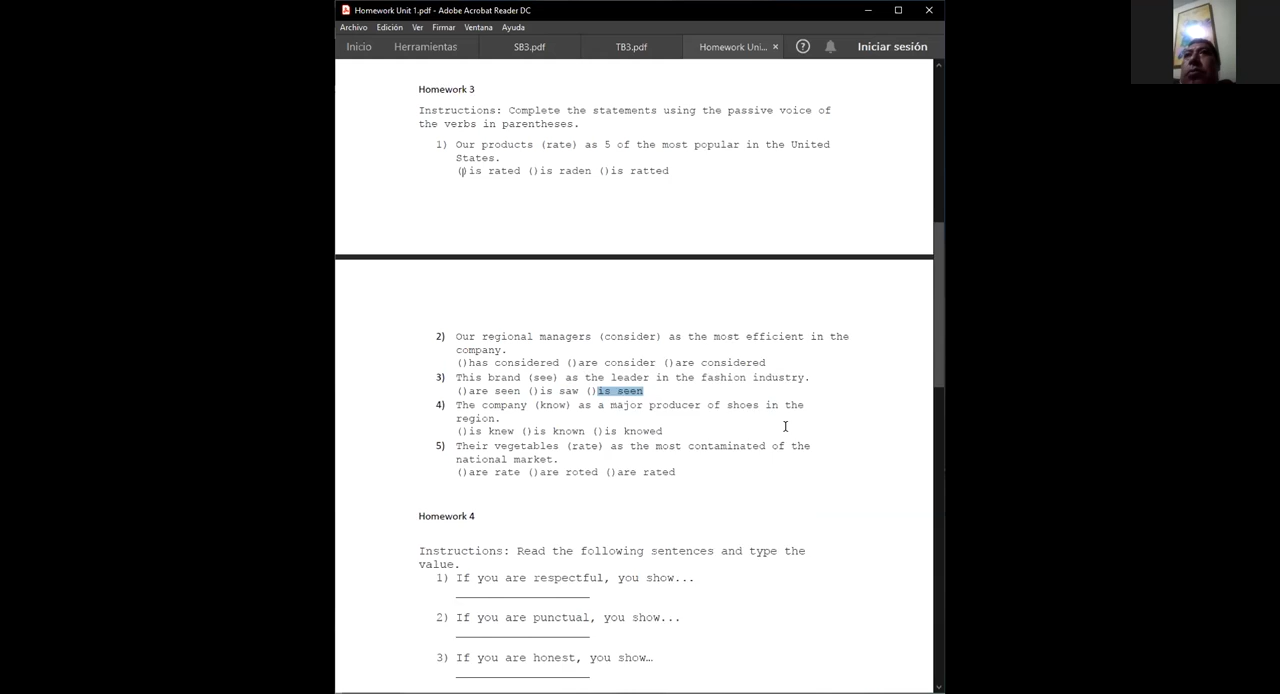 Homework Unit 1.pdf - Adobe Acrobat Reader DC
Archivo Edición Ver Firmar Ventana Ayuda
Inicio Herramientas SB3.pdf TB3.pdf Homework Uni... × ? Iniciar sesión
Homework 3
Instructions: Complete the statements using the passive voice of
the verbs in parentheses.
1) Our products (rate) as 5 of the most popular in the United
States.
()is rated ()is raden ()is ratted
2) Our regional managers (consider) as the most efficient in the
company.
()has considered ()are consider ()are considered
3) This brand (see) as the leader in the fashion industry.
()are seen ()is saw ()is seen
4) The company (know) as a major producer of shoes in the
region.
()is knew ()is known ()is knowed
5) Their vegetables (rate) as the most contaminated of the
national market.
()are rate ()are roted ()are rated
Homework 4
Instructions: Read the following sentences and type the
value.
1) If you are respectful, you show...
2) If you are punctual, you show...
3) If you are honest, you show…